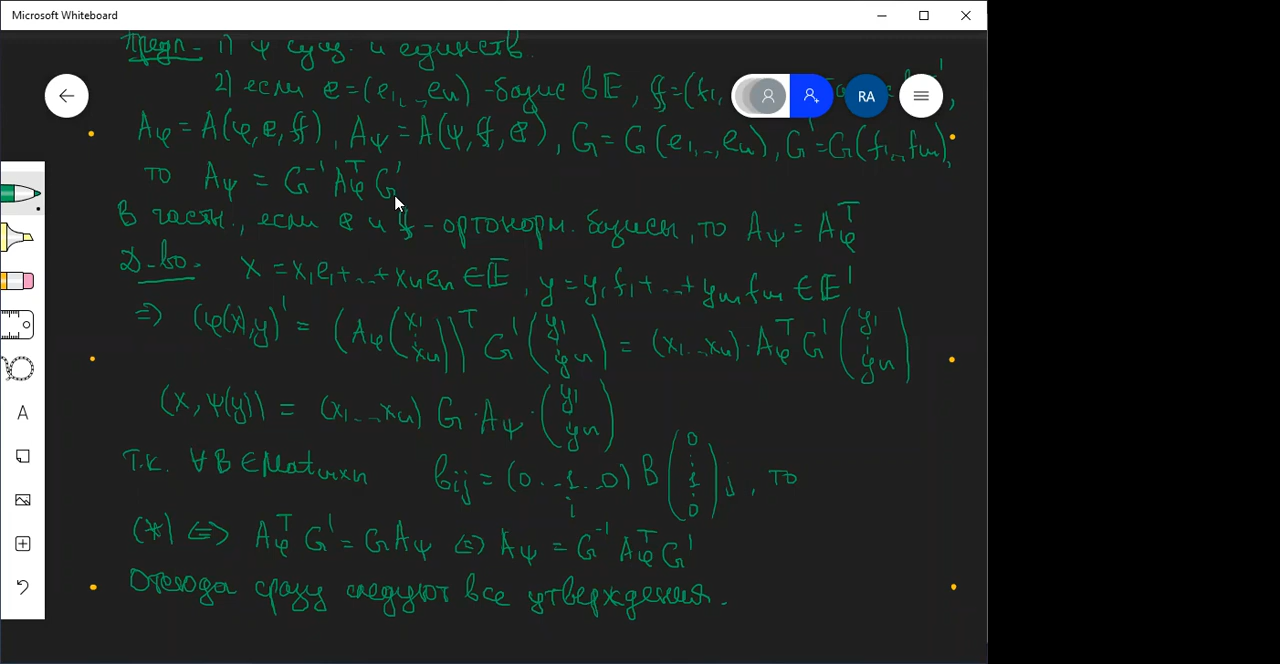 Microsoft Whiteboard
Предл- 1) ψ сущ. и единств.
2) если e = (e1, .., en) - базис в E, f = (f1,
RA
Aφ = A(φ, e, f), Aψ = A(ψ, f, e), G = G(e1, .., en), G' = G(f1, .., fm),
то Aψ = G⁻¹ Aφᵀ G'
В частн., если e и f - ортонорм. базисы, то Aψ = Aφᵀ
Д-во. x = x1e1 + ... + xnen ∈ E, y = y1f1 + ... + ymfm ∈ E'
⇒ (φ(x), y)' = (Aφ (x1 ⋮ xn))ᵀ G' (y1 ⋮ ym) = (x1 ... xn) · Aφᵀ G' (y1 ⋮ ym)
(x, ψ(y)) = (x1 ... xn) G · Aψ · (y1 ⋮ ym)
Т.к. ∀ B ∈ Matnxm bij = (0 ... 1 ... 0) B (0 ⋮ 1 ⋮ 0) j, то
i
A
(*) ⇔ Aφᵀ G' = G Aψ ⇔ Aψ = G⁻¹ Aφᵀ G'
Отсюда сразу следуют все утверждения.